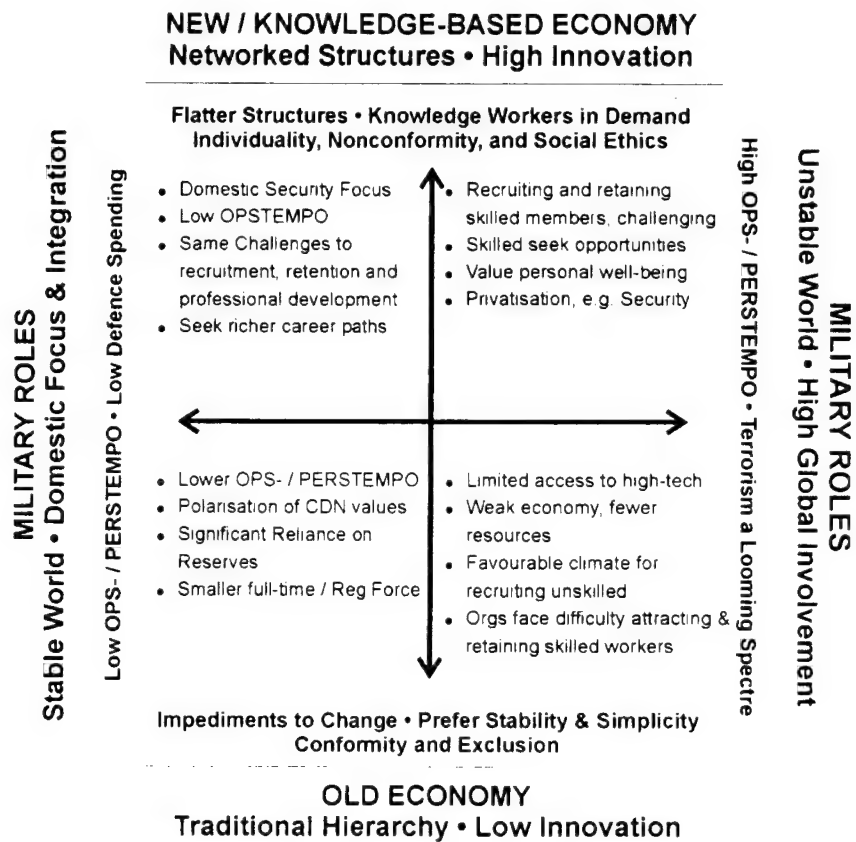 NEW / KNOWLEDGE-BASED ECONOMY
Networked Structures • High Innovation
Flatter Structures • Knowledge Workers in Demand
Individuality, Nonconformity, and Social Ethics
MILITARY ROLES
Stable World • Domestic Focus & Integration
Low OPS- / PERSTEMPO • Low Defence Spending
• Domestic Security Focus
• Low OPSTEMPO
• Same Challenges to
recruitment, retention and
professional development
• Seek richer career paths
• Recruiting and retaining
skilled members, challenging
• Skilled seek opportunities
• Value personal well-being
• Privatisation, e.g. Security
• Lower OPS- / PERSTEMPO
• Polarisation of CDN values
• Significant Reliance on
Reserves
• Smaller full-time / Reg Force
• Limited access to high-tech
• Weak economy, fewer
resources
• Favourable climate for
recruiting unskilled
• Orgs face difficulty attracting &
retaining skilled workers
High OPS- / PERSTEMPO • Terrorism a Looming Spectre
MILITARY ROLES
Unstable World • High Global Involvement
Impediments to Change • Prefer Stability & Simplicity
Conformity and Exclusion
OLD ECONOMY
Traditional Hierarchy • Low Innovation